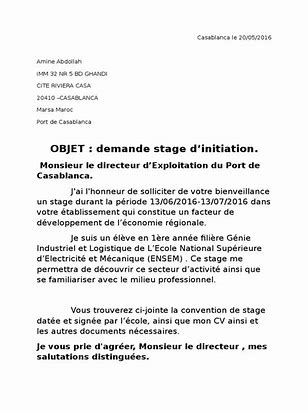 Casablanca le 20/05/2016
Amine Abdollah
IMM 32 NR 5 BD GHANDI
CITE RIVIERA CASA
20410 –CASABLANCA
Marsa Maroc
Port de Casablanca
OBJET : demande stage d'initiation.
Monsieur le directeur d'Exploitation du Port de
Casablanca.
J'ai l'honneur de solliciter de votre bienveillance
un stage durant la période 13/06/2016-13/07/2016 dans
votre établissement qui constitue un facteur de
développement de l'économie régionale.
Je suis un élève en 1ère année filière Génie
Industriel et Logistique de L'Ecole National Supérieure
d'Electricité et Mécanique (ENSEM) . Ce stage me
permettra de découvrir ce secteur d'activité ainsi que
se familiariser avec le milieu professionnel.
Vous trouverez ci-jointe la convention de stage
datée et signée par l'école, ainsi que mon CV ainsi et
les autres documents nécessaires.
Je vous prie d'agréer, Monsieur le directeur , mes
salutations distinguées.